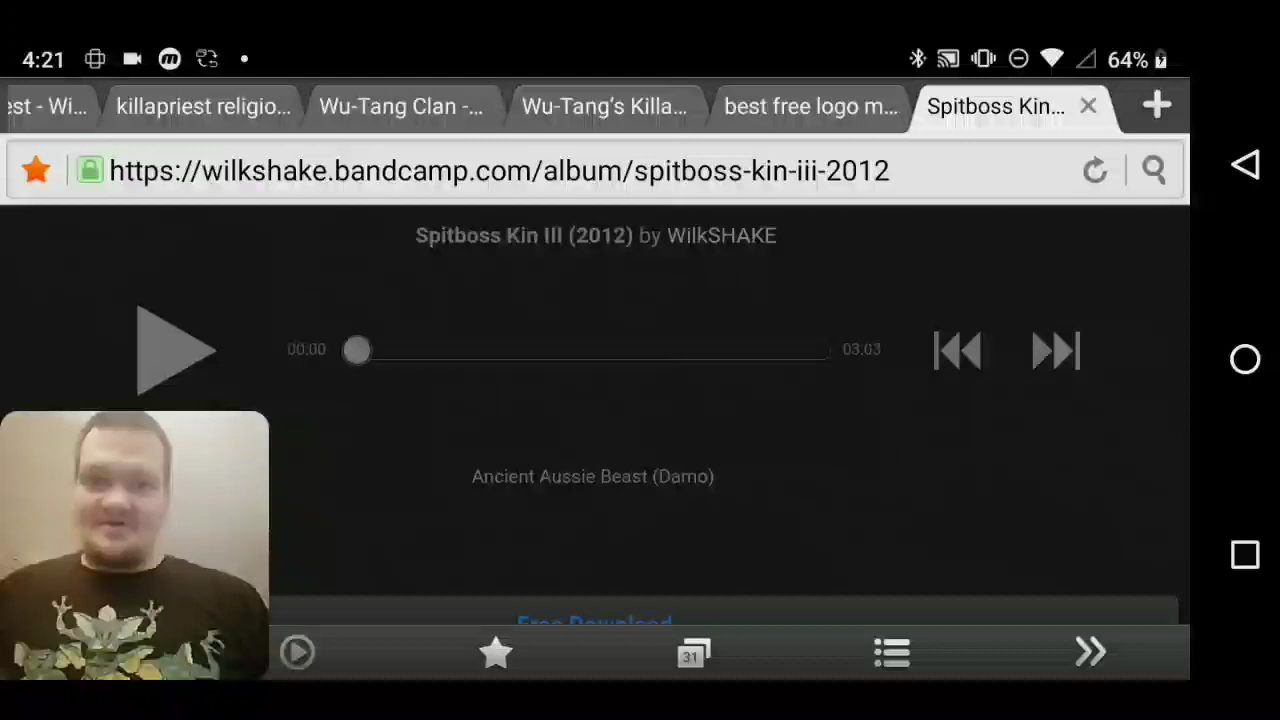 4:21
64%
est - Wi...
killapriest religio...
Wu-Tang Clan -...
Wu-Tang's Killa...
best free logo m...
Spitboss Kin...
https://wilkshake.bandcamp.com/album/spitboss-kin-iii-2012
Spitboss Kin III (2012) by WilkSHAKE
00:00
03:03
Ancient Aussie Beast (Damo)
Free Download
31